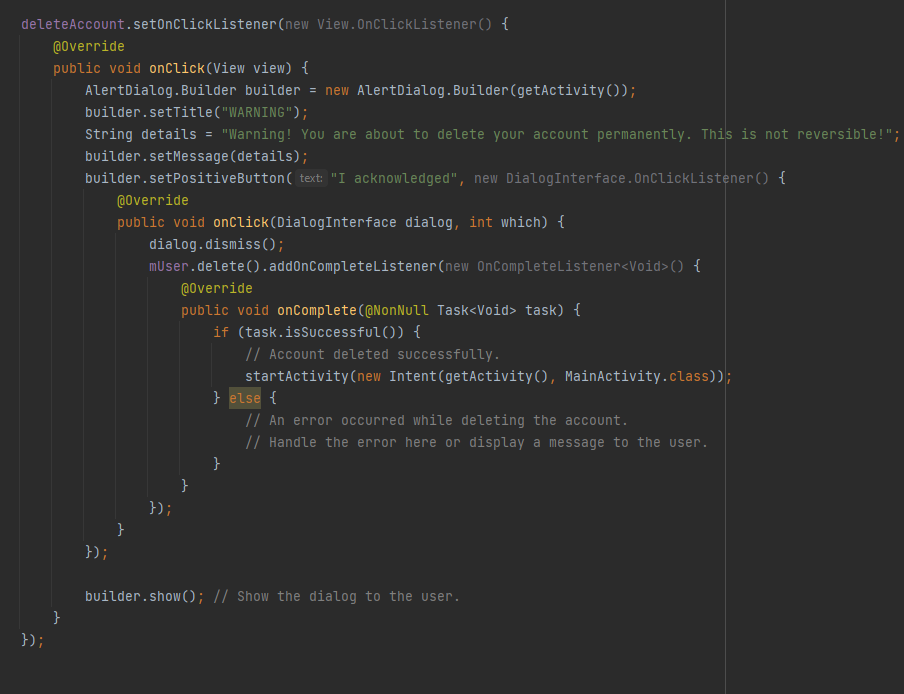 deleteAccount.setOnClickListener(new View.OnClickListener() {
    @Override
    public void onClick(View view) {
        AlertDialog.Builder builder = new AlertDialog.Builder(getActivity());
        builder.setTitle("WARNING");
        String details = "Warning! You are about to delete your account permanently. This is not reversible!";
        builder.setMessage(details);
        builder.setPositiveButton( text: "I acknowledged", new DialogInterface.OnClickListener() {
            @Override
            public void onClick(DialogInterface dialog, int which) {
                dialog.dismiss();
                mUser.delete().addOnCompleteListener(new OnCompleteListener<Void>() {
                    @Override
                    public void onComplete(@NonNull Task<Void> task) {
                        if (task.isSuccessful()) {
                            // Account deleted successfully.
                            startActivity(new Intent(getActivity(), MainActivity.class));
                        } else {
                            // An error occurred while deleting the account.
                            // Handle the error here or display a message to the user.
                        }
                    }
                });
            }
        });

        builder.show(); // Show the dialog to the user.
    }
});